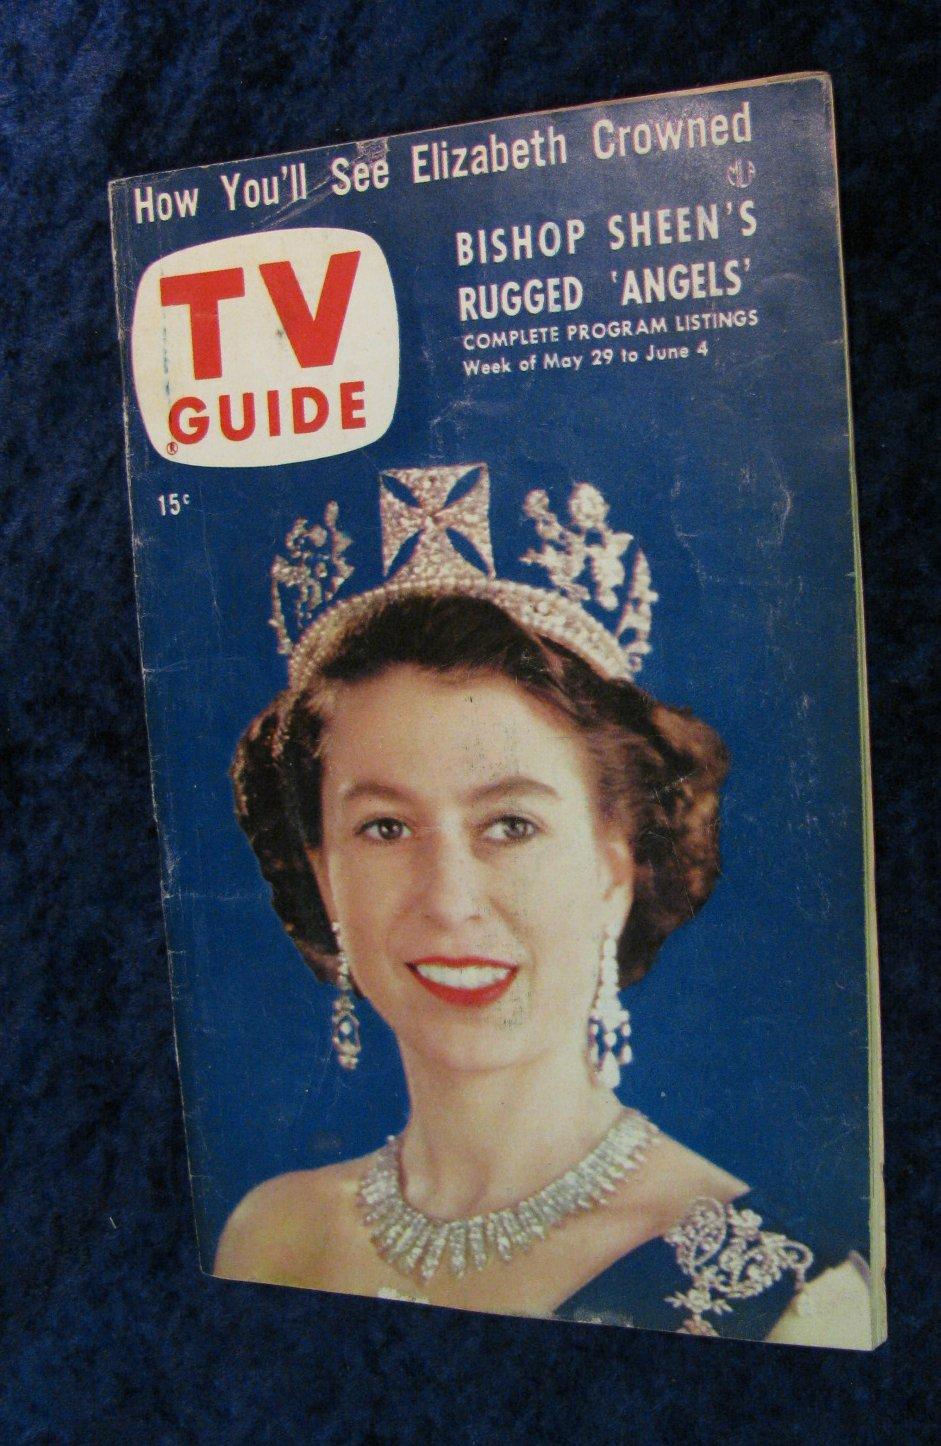 How You'll See Elizabeth Crowned
BISHOP SHEEN'S
RUGGED 'ANGELS'
COMPLETE PROGRAM LISTINGS
Week of May 29 to June 4
TV
GUIDE
®
15¢